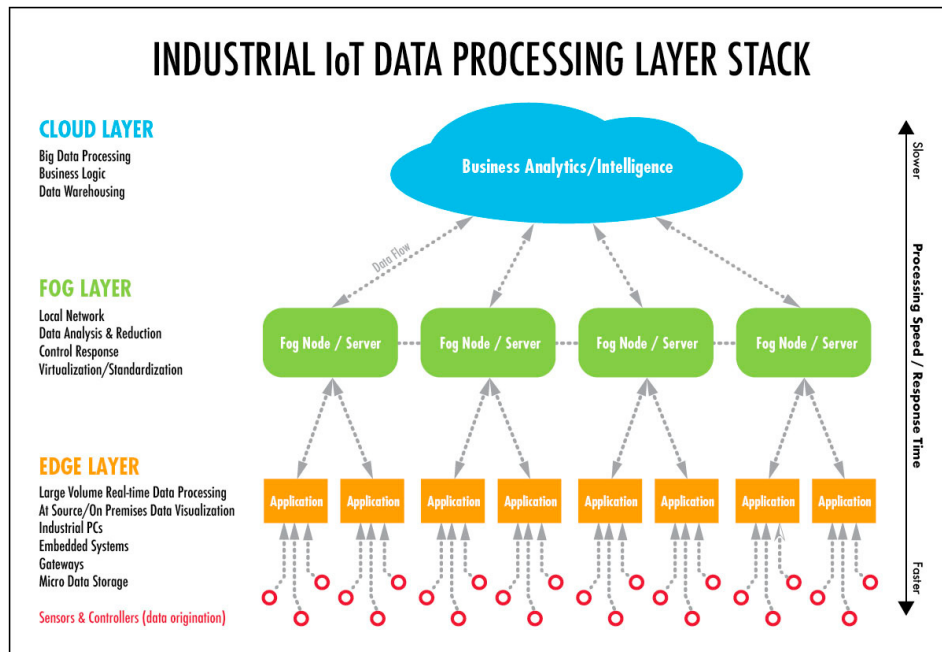 INDUSTRIAL IoT DATA PROCESSING LAYER STACK
CLOUD LAYER
Big Data Processing
Business Logic
Data Warehousing
Business Analytics/Intelligence
Slower
Data Flow
FOG LAYER
Local Network
Data Analysis & Reduction
Control Response
Virtualization/Standardization
Fog Node / Server
Fog Node / Server
Fog Node / Server
Fog Node / Server
Processing Speed / Response Time
EDGE LAYER
Large Volume Real-time Data Processing
At Source/On Premises Data Visualization
Industrial PCs
Embedded Systems
Gateways
Micro Data Storage
Application
Application
Application
Application
Application
Application
Application
Application
Faster
Sensors & Controllers (data origination)